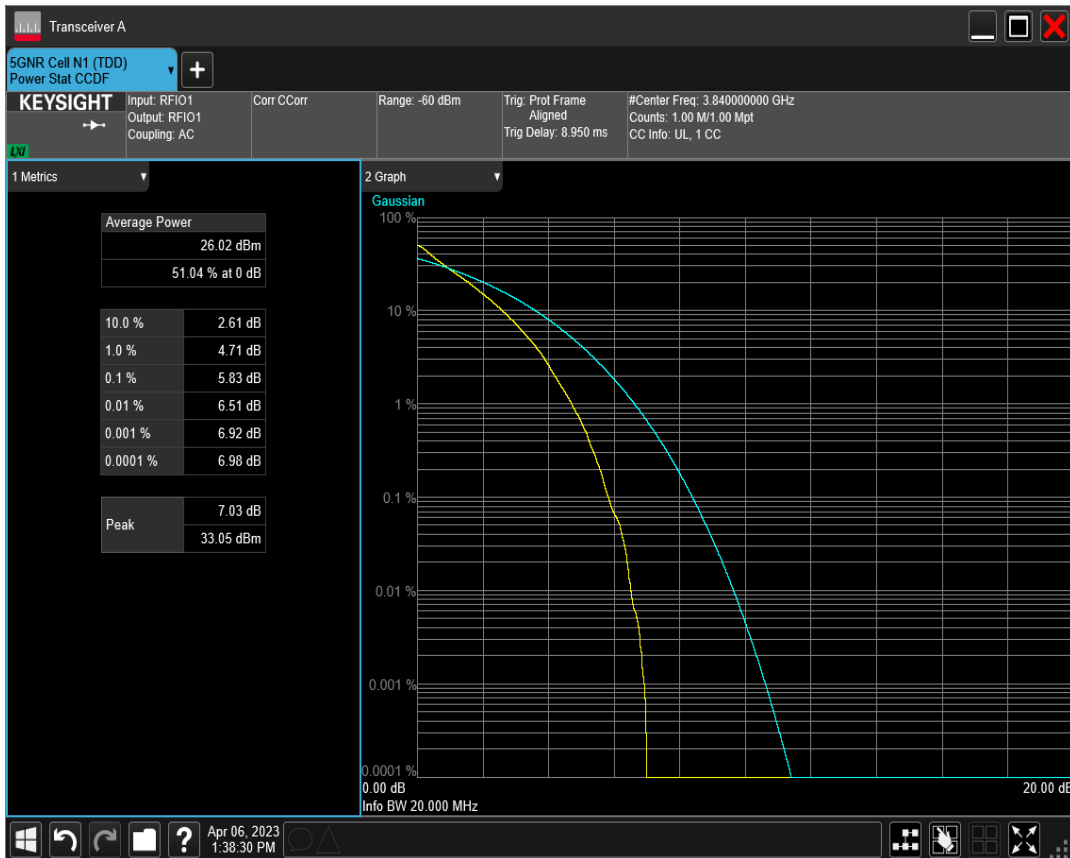 Transceiver A
5GNR Cell N1 (TDD)
Power Stat CCDF
+
KEYSIGHT
LXI
Input: RFIO1
Output: RFIO1
Coupling: AC
Corr CCorr
Range: -60 dBm
Trig: Prot Frame
Aligned
Trig Delay: 8.950 ms
#Center Freq: 3.840000000 GHz
Counts: 1.00 M/1.00 Mpt
CC Info: UL, 1 CC
1 Metrics
Average Power
26.02 dBm
51.04 % at 0 dB
10.0 % 2.61 dB
1.0 % 4.71 dB
0.1 % 5.83 dB
0.01 % 6.51 dB
0.001 % 6.92 dB
0.0001 % 6.98 dB
Peak 7.03 dB
33.05 dBm
2 Graph
Gaussian
100 %
10 %
1 %
0.1 %
0.01 %
0.001 %
0.0001 %
0.00 dB 20.00 dB
Info BW 20.000 MHz
?
Apr 06, 2023
1:38:30 PM